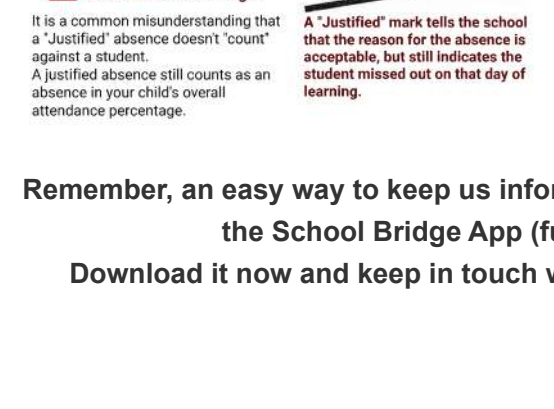 It is a common misunderstanding that
a "Justified" absence doesn't "count"
against a student.
A justified absence still counts as an
absence in your child's overall
attendance percentage.
A "Justified" mark tells the school
that the reason for the absence is
acceptable, but still indicates the
student missed out on that day of
learning.
Remember, an easy way to keep us
the School Bridge App
Download it now and keep in touch